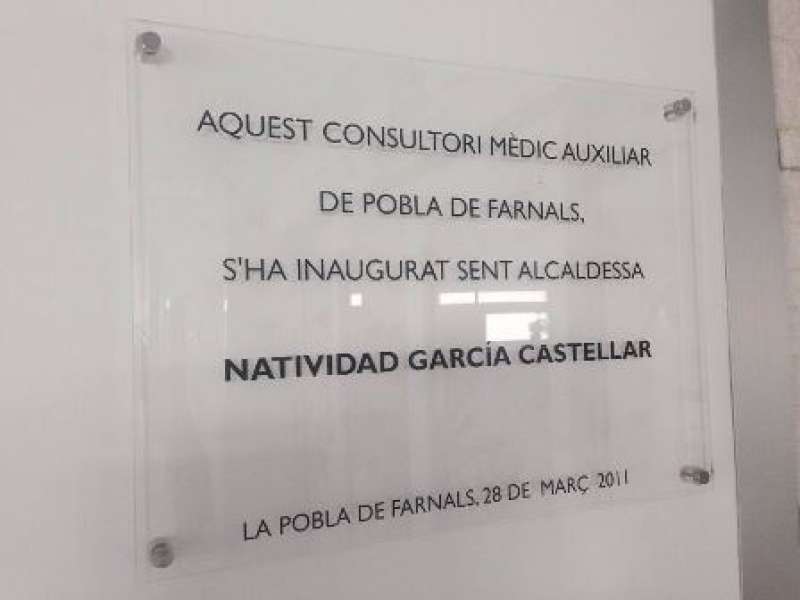 AQUEST CONSULTORI MÈDIC AUXILIAR
DE POBLA DE FARNALS,
S'HA INAUGURAT SENT ALCALDESSA
NATIVIDAD GARCÍA CASTELLAR
LA POBLA DE FARNALS, 28 DE MARÇ 2011